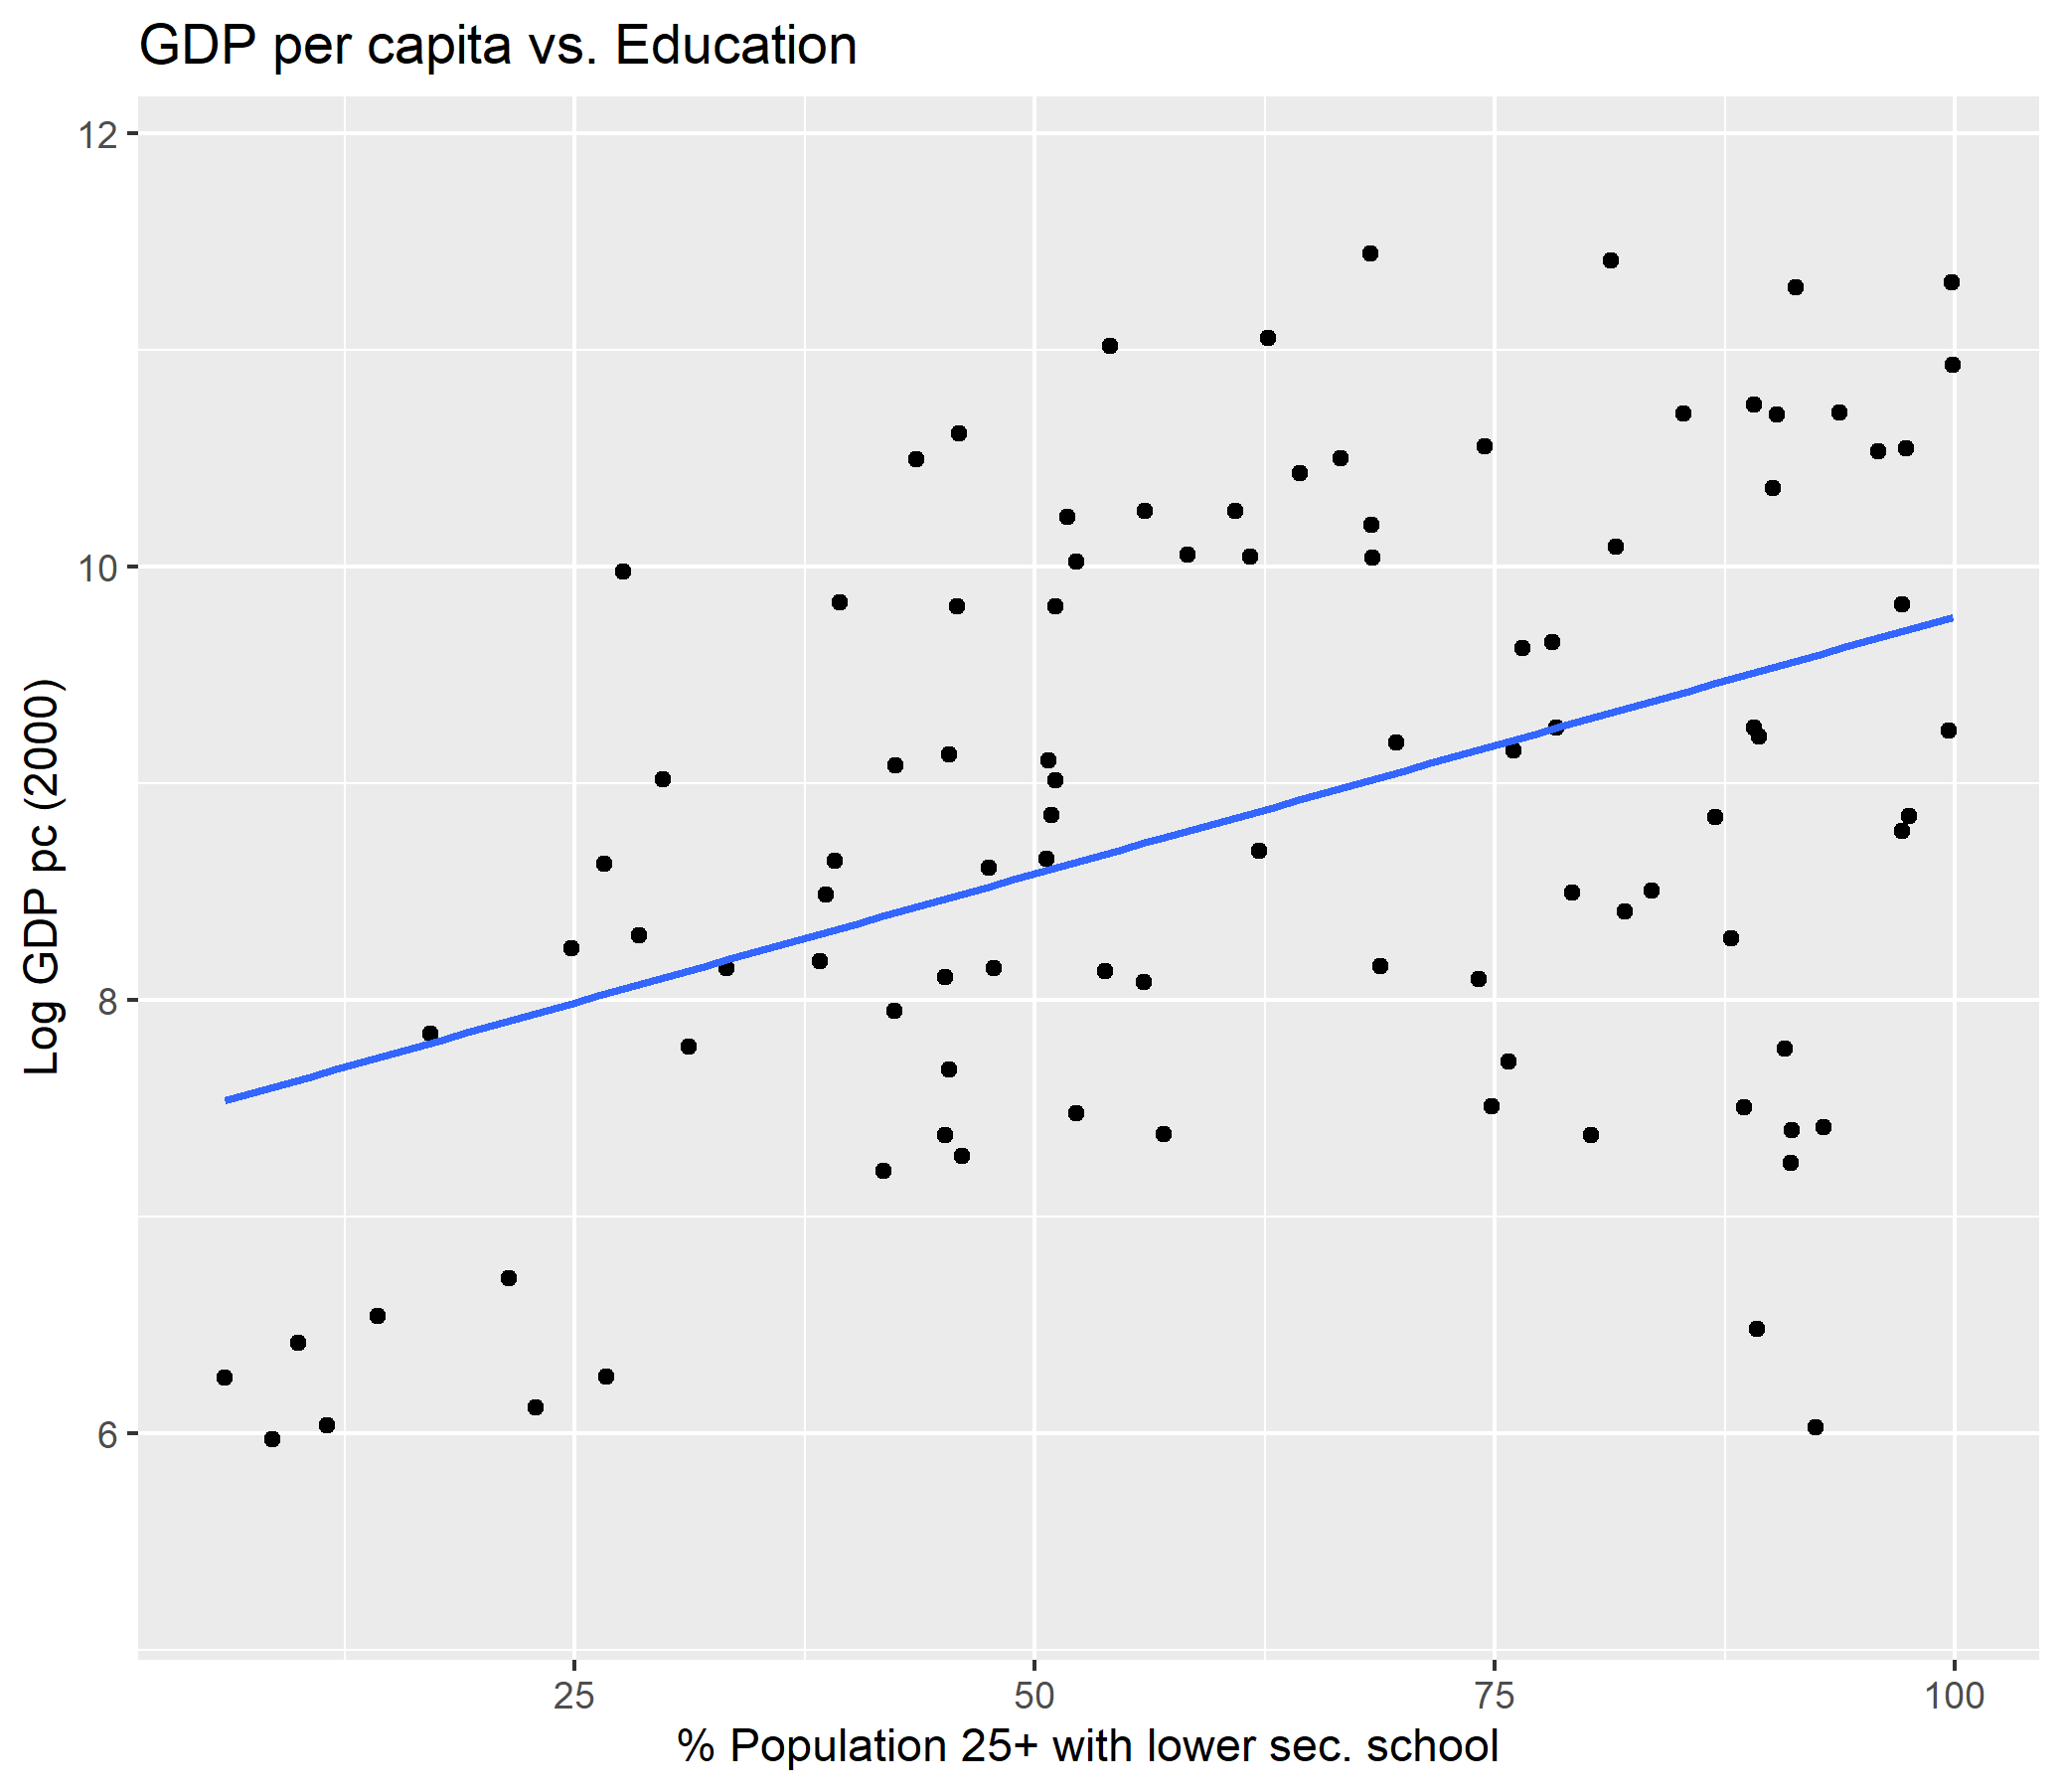 GDP per capita vs. Education
Log GDP pc (2000)
12
10
8
6
25 50 75 100
% Population 25+ with lower sec. school